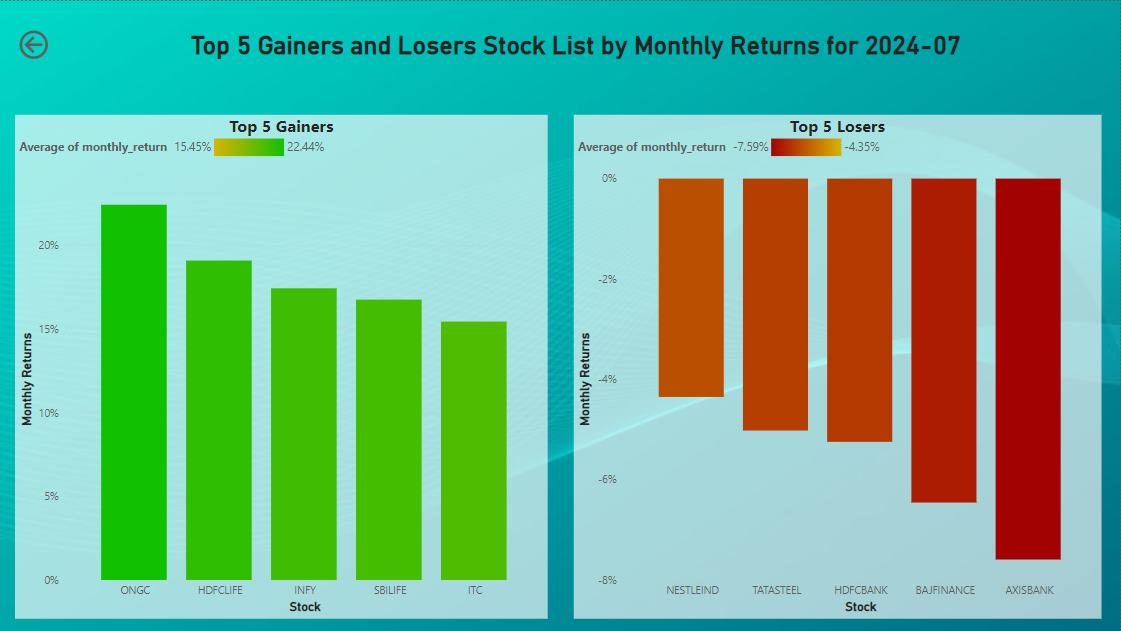 Top 5 Gainers and Losers Stock List by Monthly Returns for 2024-07
Top 5 Gainers
Average of monthly_return 15.45% 22.44%
Monthly Returns
20%
15%
10%
5%
0%
ONGC HDFCLIFE INFY SBILIFE ITC
Stock
Top 5 Losers
Average of monthly_return -7.59% -4.35%
Monthly Returns
0%
-2%
-4%
-6%
-8%
NESTLEIND TATASTEEL HDFCBANK BAJFINANCE AXISBANK
Stock